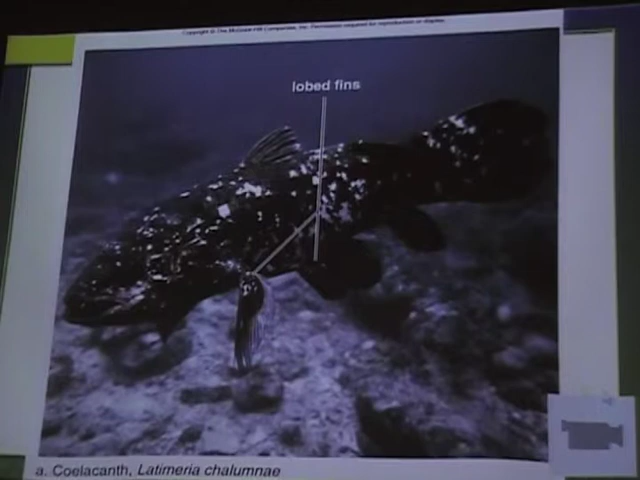 Copyright © The McGraw-Hill Companies, Inc. Permission required for reproduction or display.
lobed fins
a. Coelacanth, Latimeria chalumnae